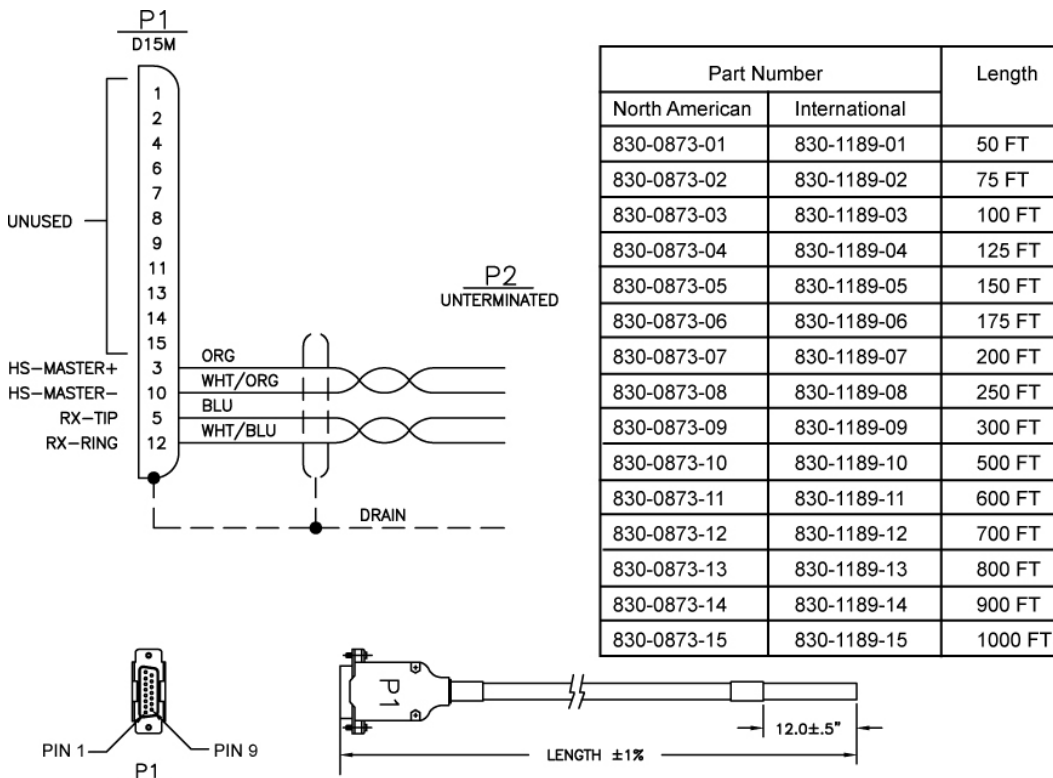 P1
D15M
UNUSED
1
2
4
6
7
8
9
11
13
14
15
HS-MASTER+ 3 ORG
HS-MASTER- 10 WHT/ORG
RX-TIP 5 BLU
RX-RING 12 WHT/BLU
DRAIN
P2
UNTERMINATED
Part Number Length
North American International
830-0873-01 830-1189-01 50 FT
830-0873-02 830-1189-02 75 FT
830-0873-03 830-1189-03 100 FT
830-0873-04 830-1189-04 125 FT
830-0873-05 830-1189-05 150 FT
830-0873-06 830-1189-06 175 FT
830-0873-07 830-1189-07 200 FT
830-0873-08 830-1189-08 250 FT
830-0873-09 830-1189-09 300 FT
830-0873-10 830-1189-10 500 FT
830-0873-11 830-1189-11 600 FT
830-0873-12 830-1189-12 700 FT
830-0873-13 830-1189-13 800 FT
830-0873-14 830-1189-14 900 FT
830-0873-15 830-1189-15 1000 FT
PIN 1
PIN 9
P1
P1
12.0±.5"
LENGTH ±1%